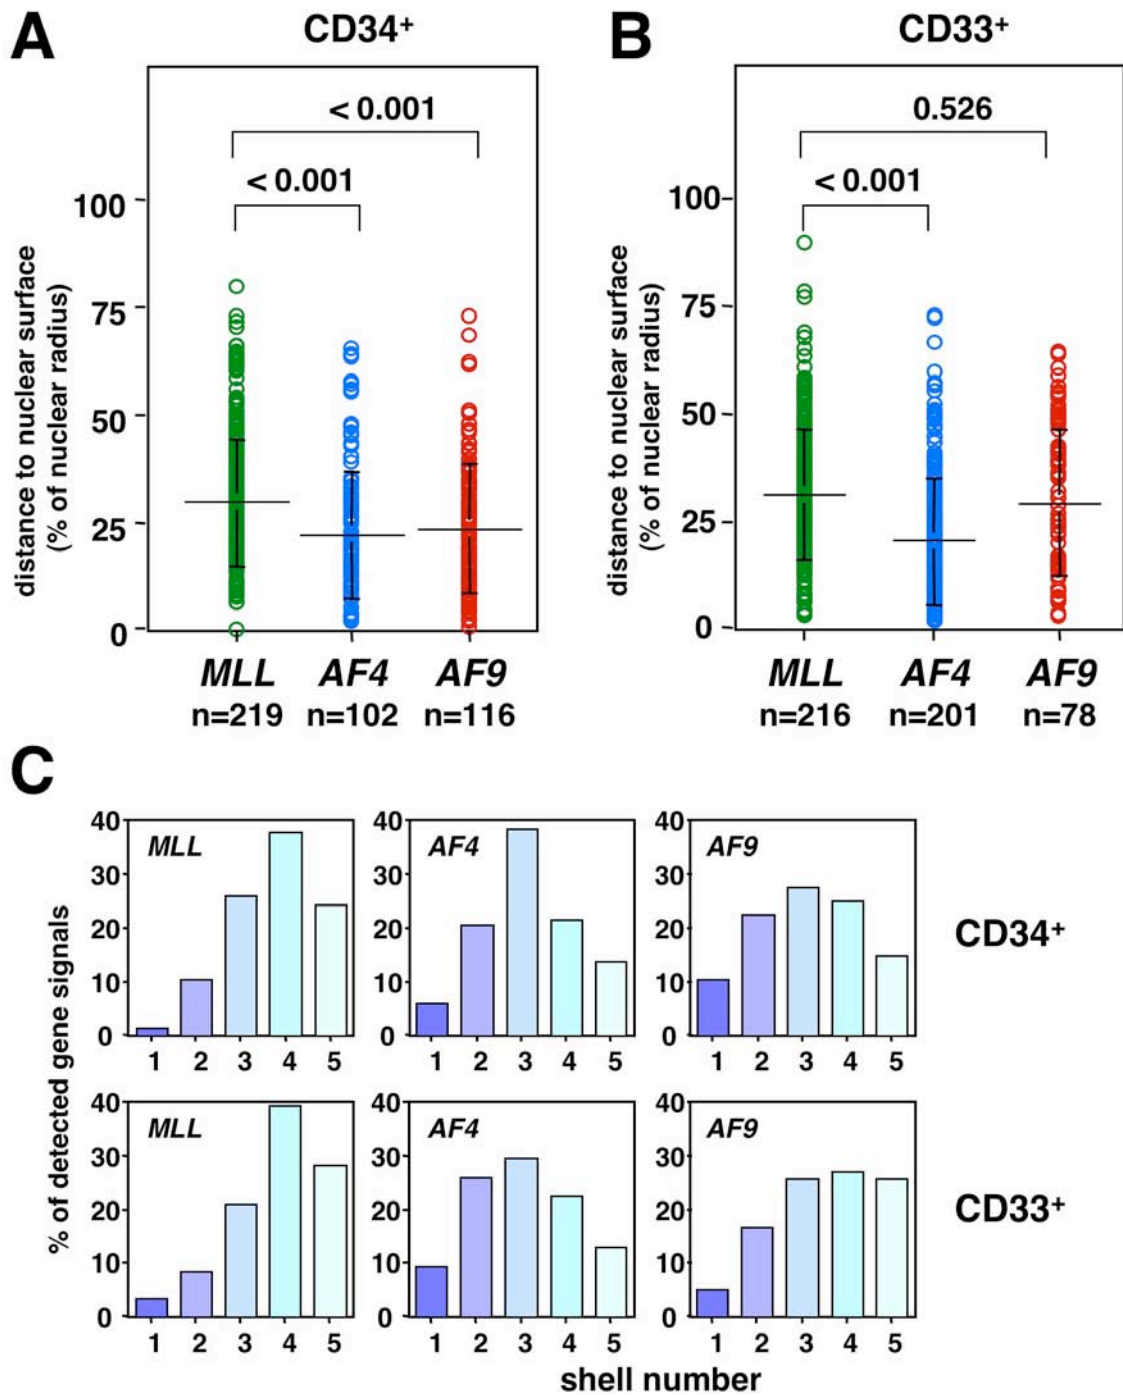 A
CD34+
B
CD33+
< 0.001
0.526
< 0.001
< 0.001
distance to nuclear surface
(% of nuclear radius)
100
75
50
25
0
distance to nuclear surface
(% of nuclear radius)
100
75
50
25
0
MLL AF4 AF9
n=219 n=102 n=116
MLL AF4 AF9
n=216 n=201 n=78
C
% of detected gene signals
40
30
20
10
0
MLL
1 2 3 4 5
40
30
20
10
0
AF4
1 2 3 4 5
40
30
20
10
0
AF9
1 2 3 4 5
CD34+
40
30
20
10
0
MLL
1 2 3 4 5
40
30
20
10
0
AF4
1 2 3 4 5
40
30
20
10
0
AF9
1 2 3 4 5
CD33+
shell number